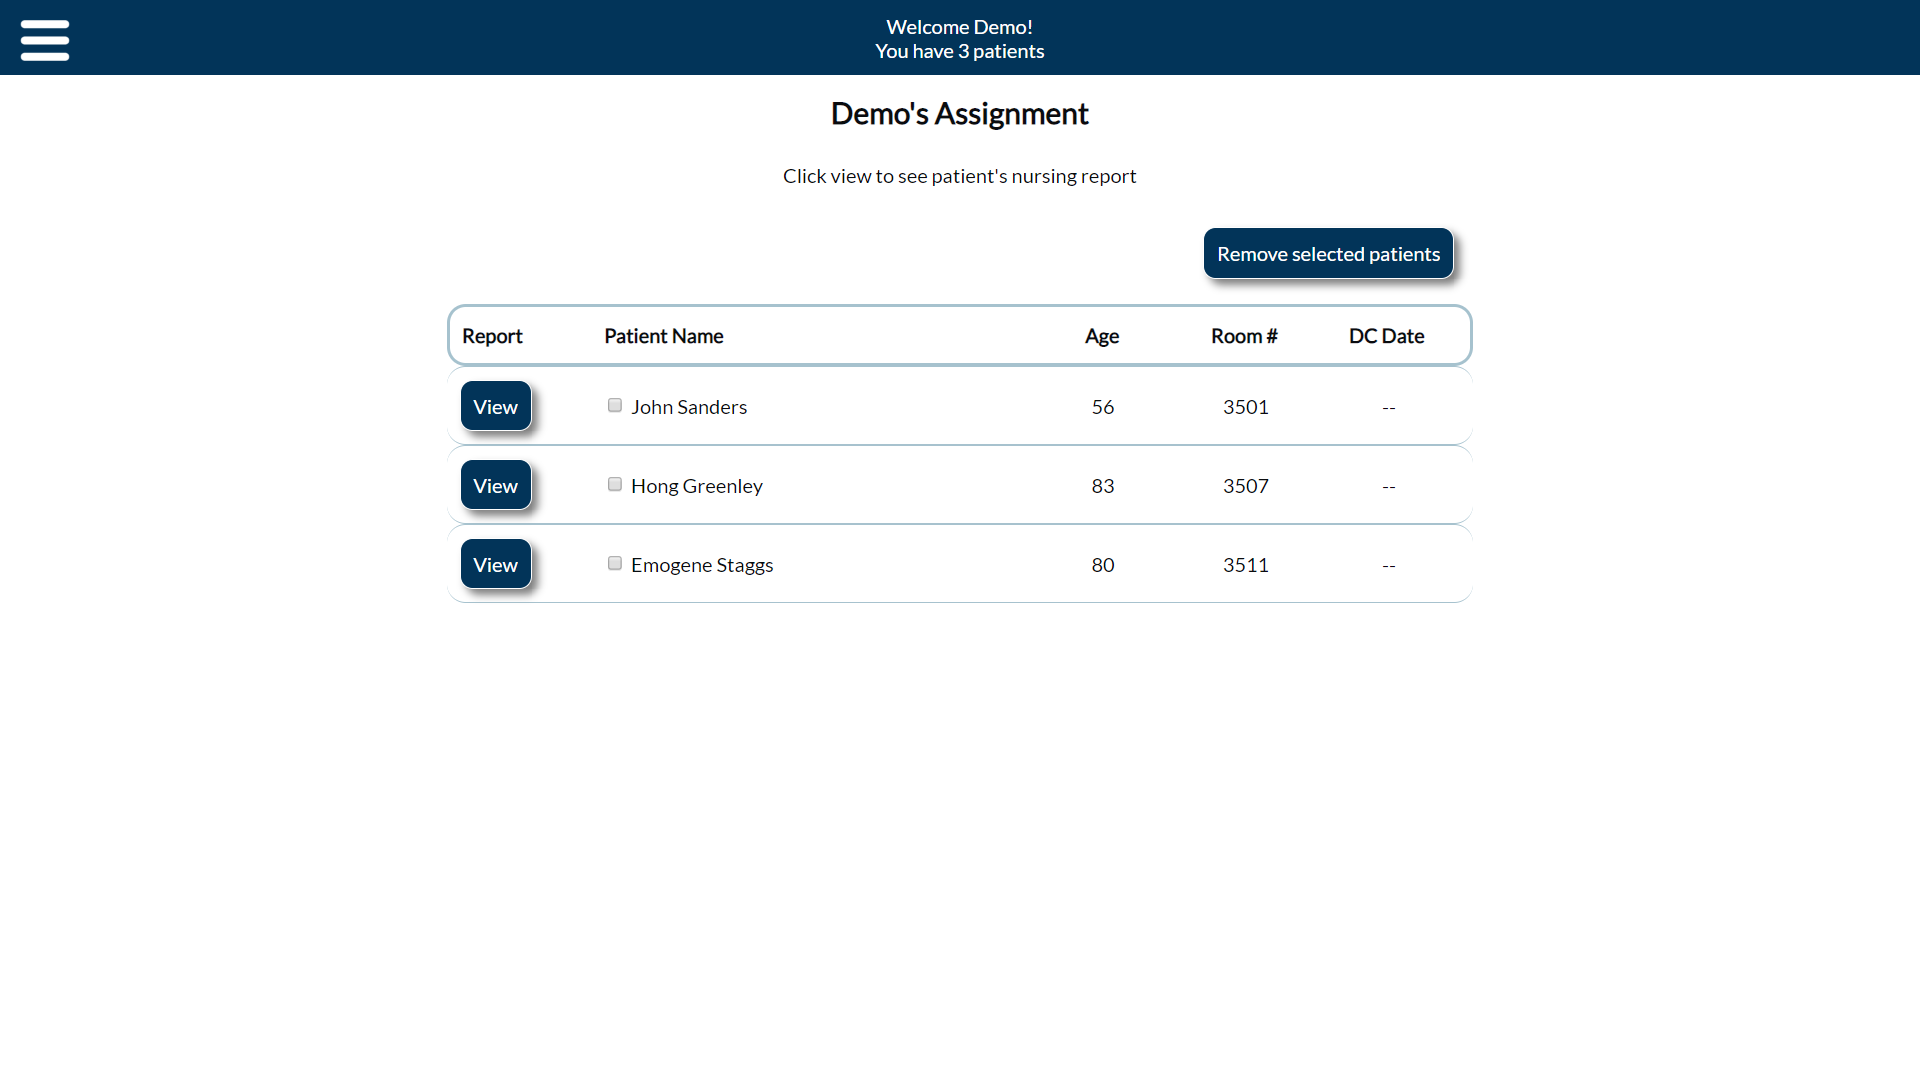 Welcome Demo!
You have 3 patients
Demo's Assignment
Click view to see patient's nursing report
Remove selected patients
Report Patient Name Age Room # DC Date
View John Sanders 56 3501 --
View Hong Greenley 83 3507 --
View Emogene Staggs 80 3511 --